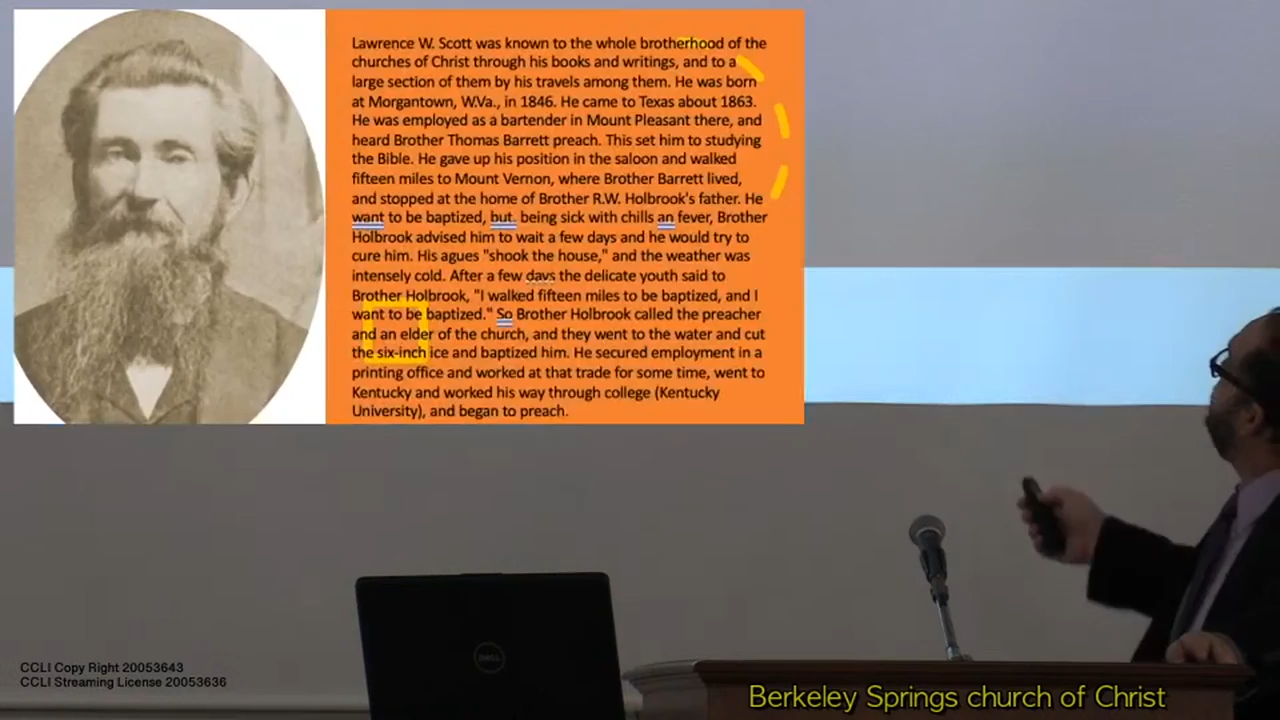 Lawrence W. Scott was known to the whole brotherhood of the
churches of Christ through his books and writings, and to a
large section of them by his travels among them. He was born
at Morgantown, W.Va., in 1846. He came to Texas about 1863.
He was employed as a bartender in Mount Pleasant there, and
heard Brother Thomas Barrett preach. This set him to studying
the Bible. He gave up his position in the saloon and walked
fifteen miles to Mount Vernon, where Brother Barrett lived,
and stopped at the home of Brother R.W. Holbrook's father. He
want to be baptized, but. being sick with chills an fever, Brother
Holbrook advised him to wait a few days and he would try to
cure him. His agues "shook the house," and the weather was
intensely cold. After a few davs the delicate youth said to
Brother Holbrook, "I walked fifteen miles to be baptized, and I
want to be baptized." So Brother Holbrook called the preacher
and an elder of the church, and they went to the water and cut
the six-inch ice and baptized him. He secured employment in a
printing office and worked at that trade for some time, went to
Kentucky and worked his way through college (Kentucky
University), and began to preach.
DELL
CCLI Copy Right 20053643
CCLI Streaming License 20053636
Berkeley Springs church of Christ